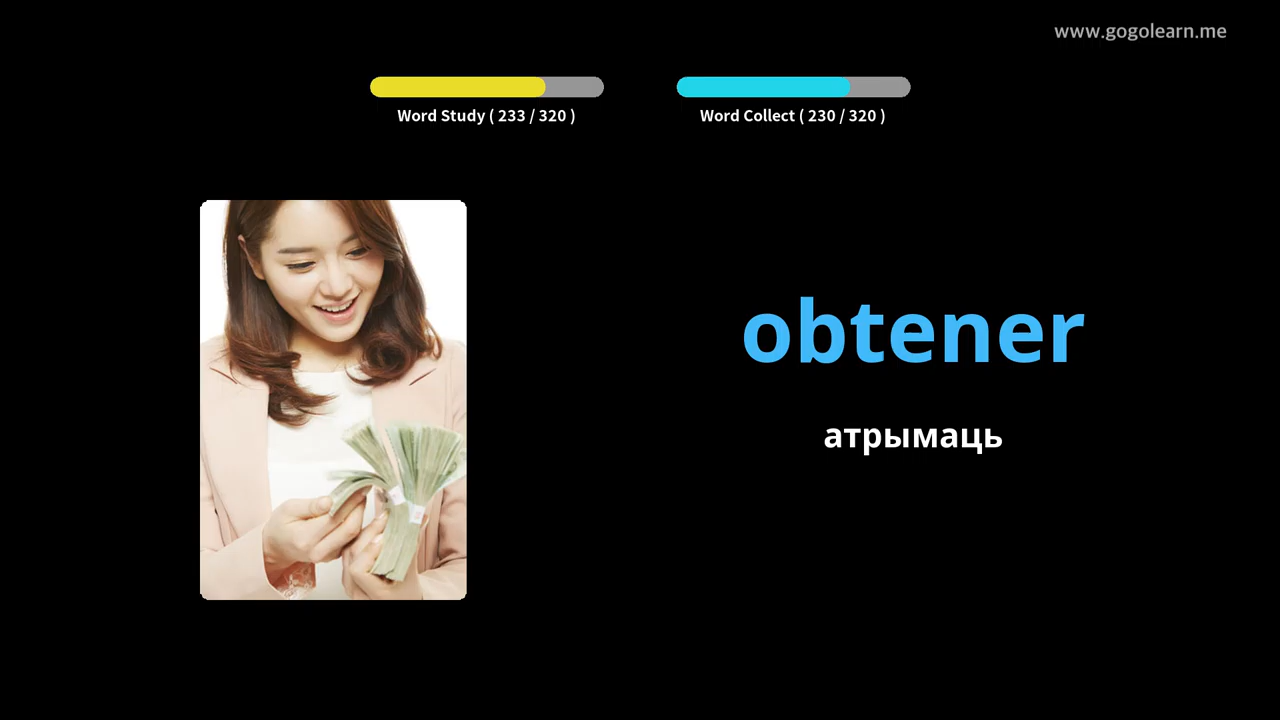 www.gogolearn.me
Word Study ( 233 / 320 )
Word Collect ( 230 / 320 )
obtener
атрымаць